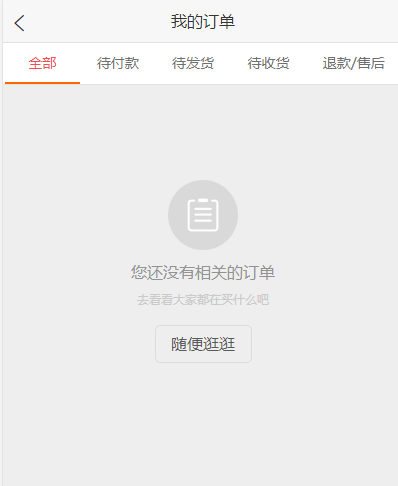 我的订单
全部 待付款 待发货 待收货 退款/售后
您还没有相关的订单
去看看大家都在买什么吧
随便逛逛